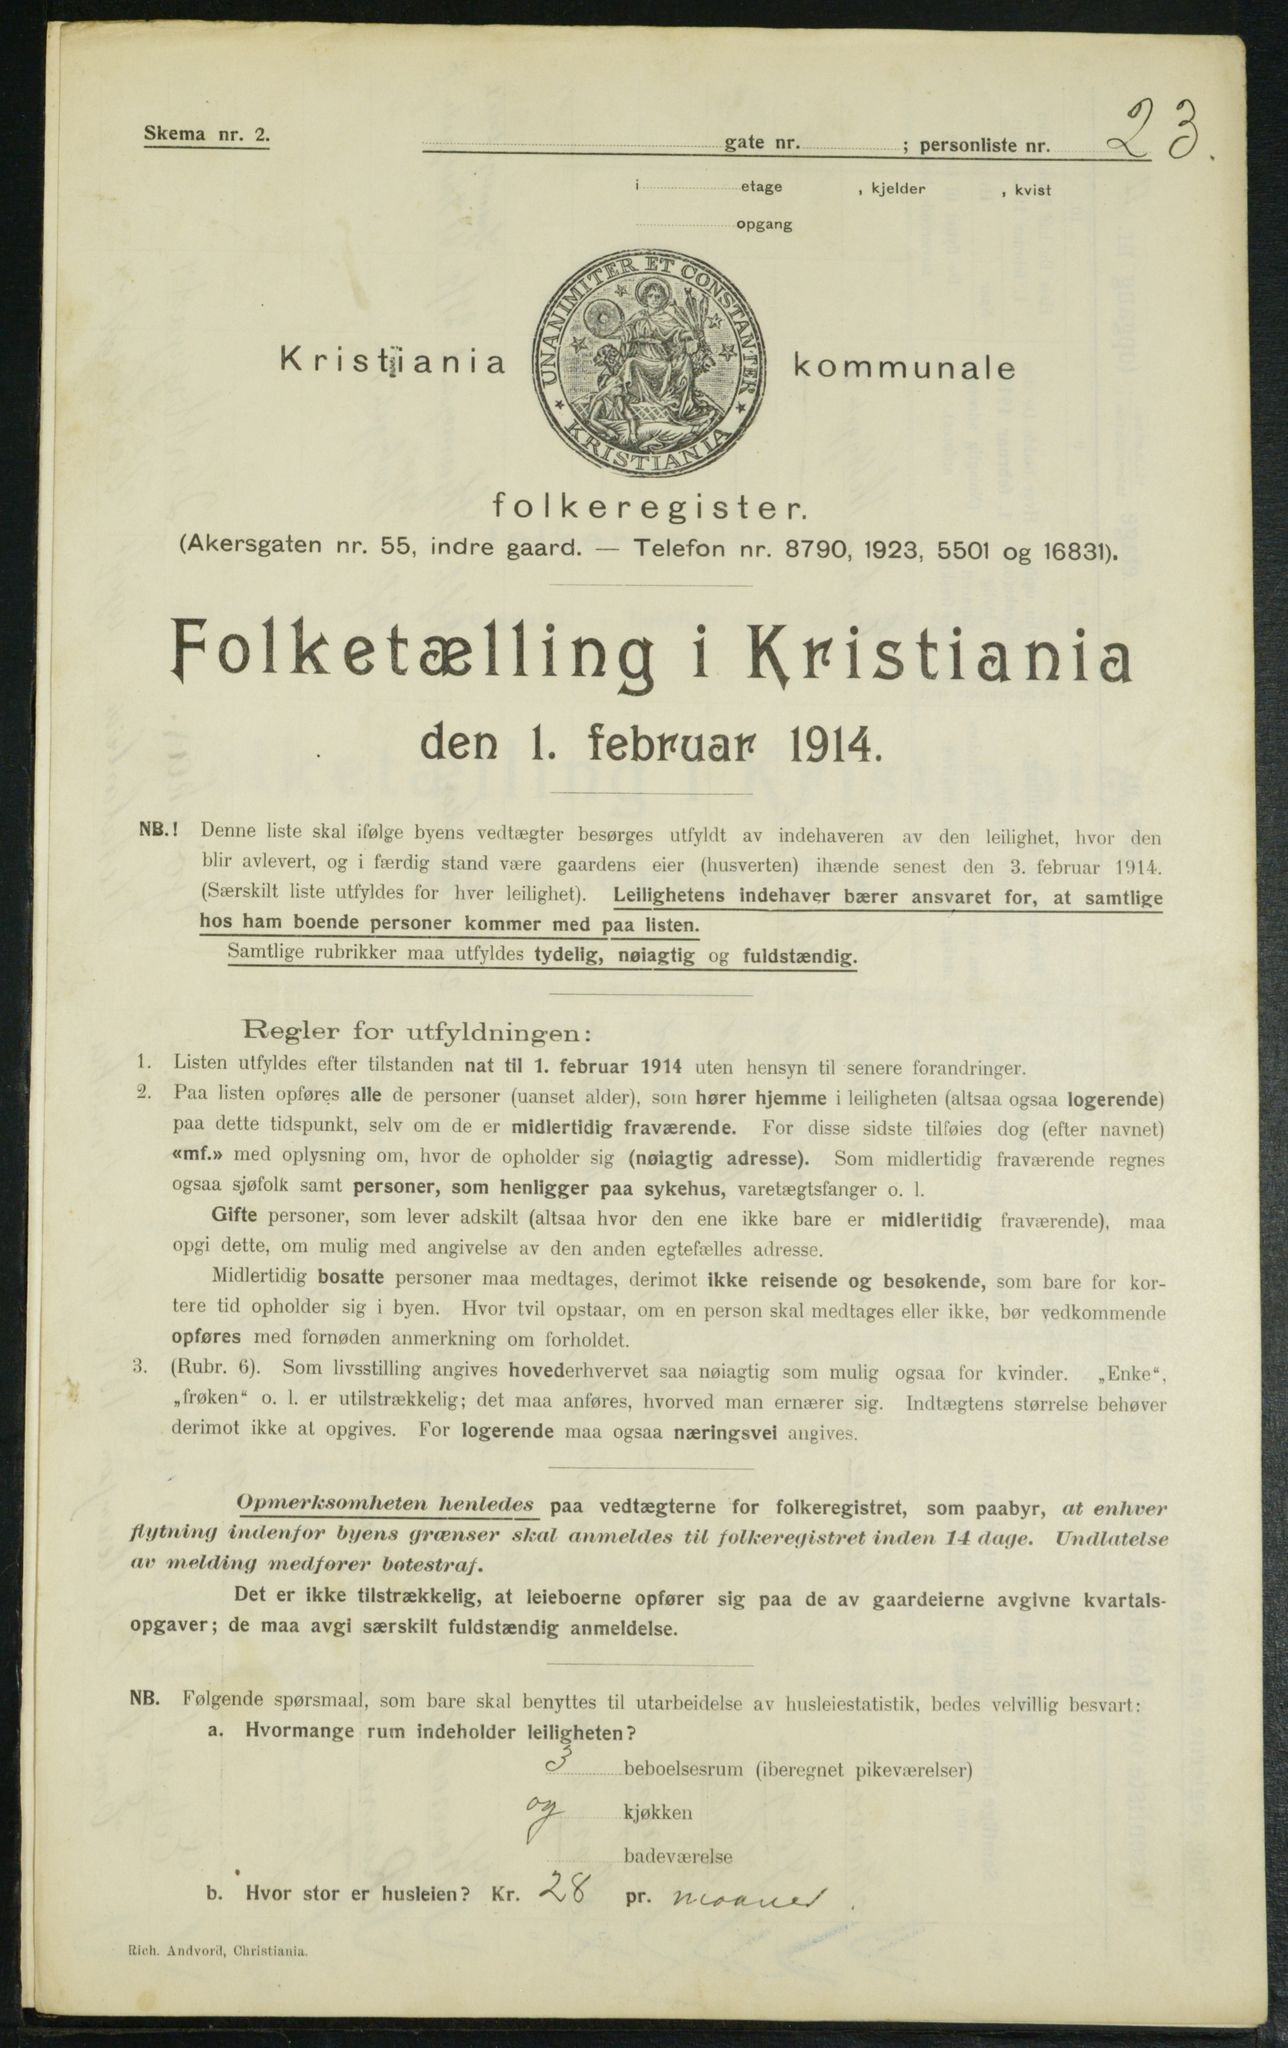 Skema nr. 2.
gate nr. ; personliste nr. 23.
i etage , kjelder , kvist
opgang
UNANIMITER ET CONSTANTER
KRISTIANIA
Kristiania kommunale
folkeregister.
(Akersgaten nr. 55, indre gaard. — Telefon nr. 8790, 1923, 5501 og 16831).
Folketælling i Kristiania
den 1. februar 1914.
NB.! Denne liste skal ifølge byens vedtægter besørges utfyldt av indehaveren av den leilighet, hvor den
blir avlevert, og i færdig stand være gaardens eier (husverten) ihænde senest den 3. februar 1914.
(Særskilt liste utfyldes for hver leilighet). Leilighetens indehaver bærer ansvaret for, at samtlige
hos ham boende personer kommer med paa listen.
Samtlige rubrikker maa utfyldes tydelig, nøiagtig og fuldstændig.
Regler for utfyldningen:
1. Listen utfyldes efter tilstanden nat til 1. februar 1914 uten hensyn til senere forandringer.
2. Paa listen opføres alle de personer (uanset alder), som hører hjemme i leiligheten (altsaa ogsaa logerende)
paa dette tidspunkt, selv om de er midlertidig fraværende. For disse sidste tilføies dog (efter navnet)
«mf.» med oplysning om, hvor de opholder sig (nøiagtig adresse). Som midlertidig fraværende regnes
ogsaa sjøfolk samt personer, som henligger paa sykehus, varetægtsfanger o. l.
Gifte personer, som lever adskilt (altsaa hvor den ene ikke bare er midlertidig fraværende), maa
opgi dette, om mulig med angivelse av den anden egtefælles adresse.
Midlertidig bosatte personer maa medtages, derimot ikke reisende og besøkende, som bare for kor-
tere tid opholder sig i byen. Hvor tvil opstaar, om en person skal medtages eller ikke, bør vedkommende
opføres med fornøden anmerkning om forholdet.
3. (Rubr. 6). Som livsstilling angives hovederhvervet saa nøiagtig som mulig ogsaa for kvinder. „Enke“,
„frøken“ o. l. er utilstrækkelig; det maa anføres, hvorved man ernærer sig. Indtægtens størrelse behøver
derimot ikke at opgives. For logerende maa ogsaa næringsvei angives.
Opmerksomheten henledes paa vedtægterne for folkeregistret, som paabyr, at enhver
flytning indenfor byens grænser skal anmeldes til folkeregistret inden 14 dage. Undlatelse
av melding medfører bøtestraf.
Det er ikke tilstrækkelig, at leieboerne opfører sig paa de av gaardeierne avgivne kvartals-
opgaver; de maa avgi særskilt fuldstændig anmeldelse.
NB. Følgende spørsmaal, som bare skal benyttes til utarbeidelse av husleiestatistik, bedes velvillig besvart:
a. Hvormange rum indeholder leiligheten?
3 beboelsesrum (iberegnet pikeværelser)
og kjøkken
badeværelse
b. Hvor stor er husleien? Kr. 28 pr. maaned.
Rich. Andvord, Christiania.